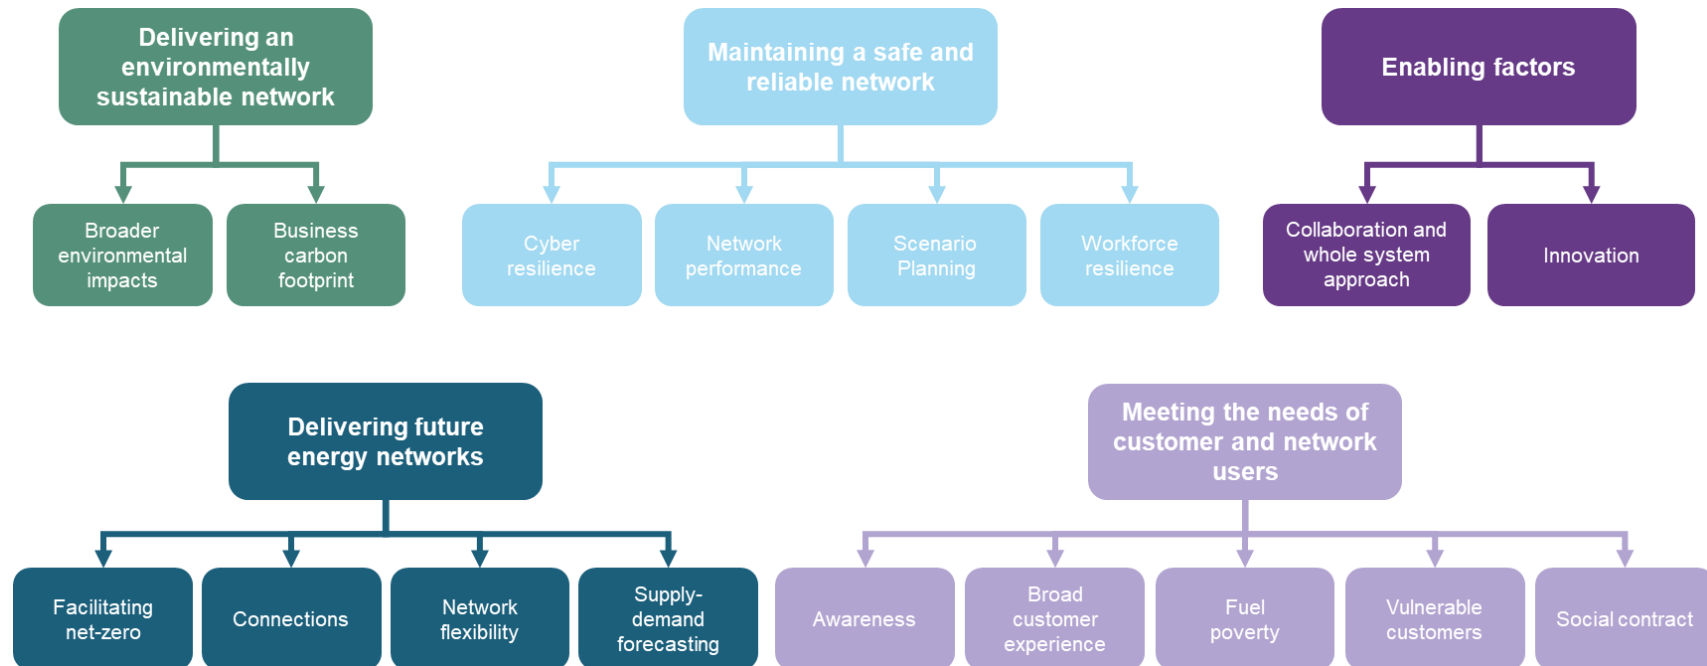 Delivering an
environmentally
sustainable network
Maintaining a safe and
reliable network
Enabling factors
Broader
environmental
impacts
Business
carbon
footprint
Cyber
resilience
Network
performance
Scenario
Planning
Workforce
resilience
Collaboration and
whole system
approach
Innovation
Delivering future
energy networks
Meeting the needs of
customer and network
users
Facilitating
net-zero
Connections
Network
flexibility
Supply-
demand
forecasting
Awareness
Broad
customer
experience
Fuel
poverty
Vulnerable
customers
Social contract